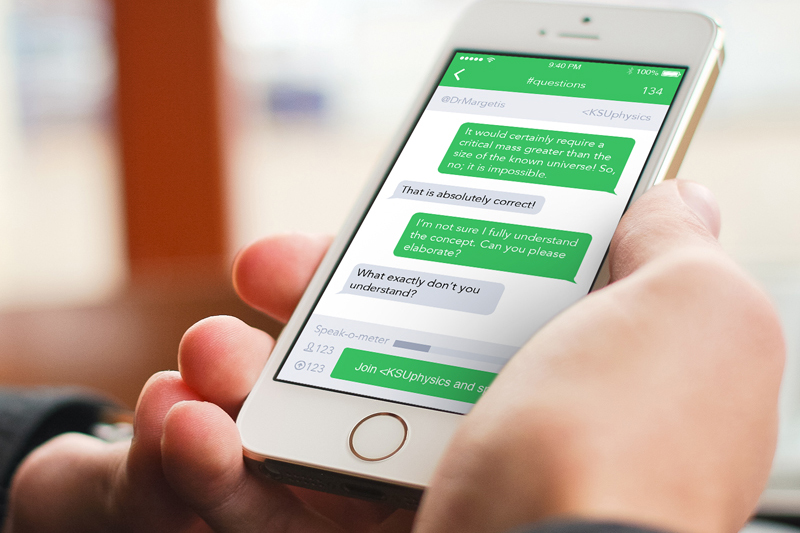 9:40 PM 100%
#questions 134
@DrMargetis <KSUphysics
It would certainly require a
critical mass greater than the
size of the known universe! So,
no; it is impossible.
That is absolutely correct!
I'm not sure I fully understand
the concept. Can you please
elaborate?
What exactly don't you
understand?
Speak-o-meter
123
123
Join <KSUphysics and